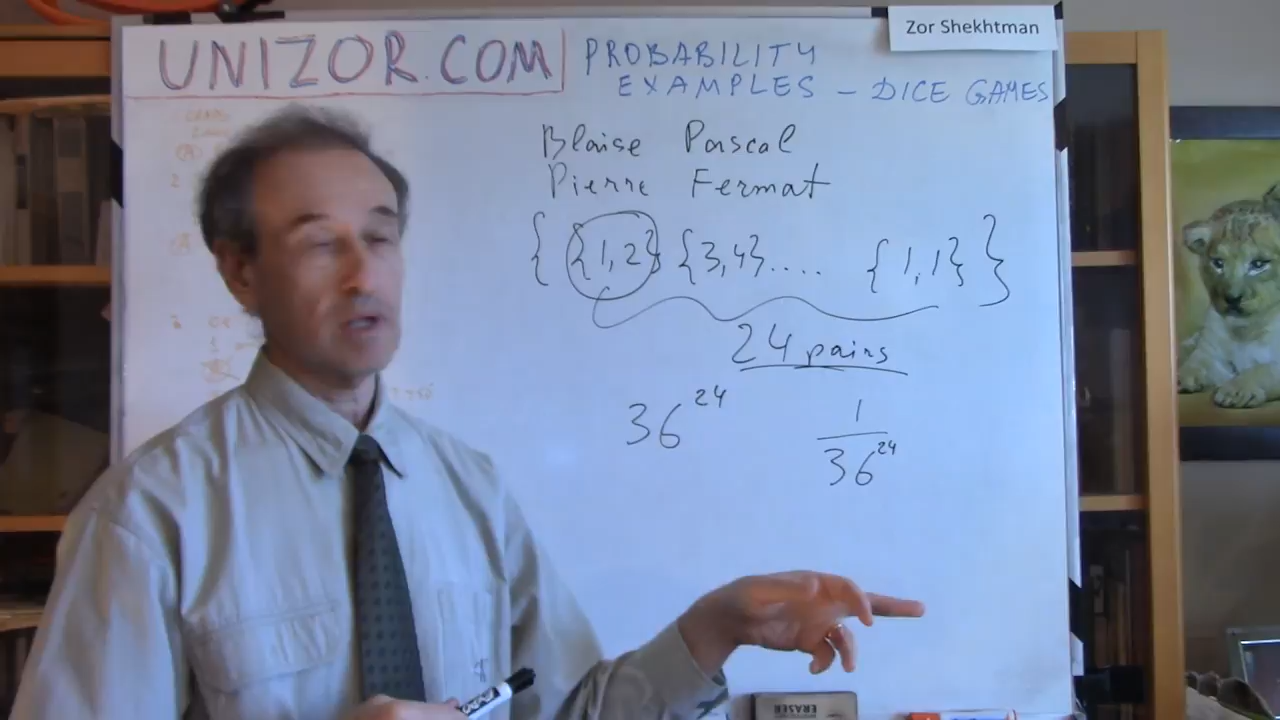 Zor Shekhtman
UNIZOR.COM
PROBABILITY
EXAMPLES – DICE GAMES
Blaise Pascal
Pierre Fermat
{ {1,2} {3,4} .... {1,1} }
24 pairs
36^24 1/36^24
ERASER